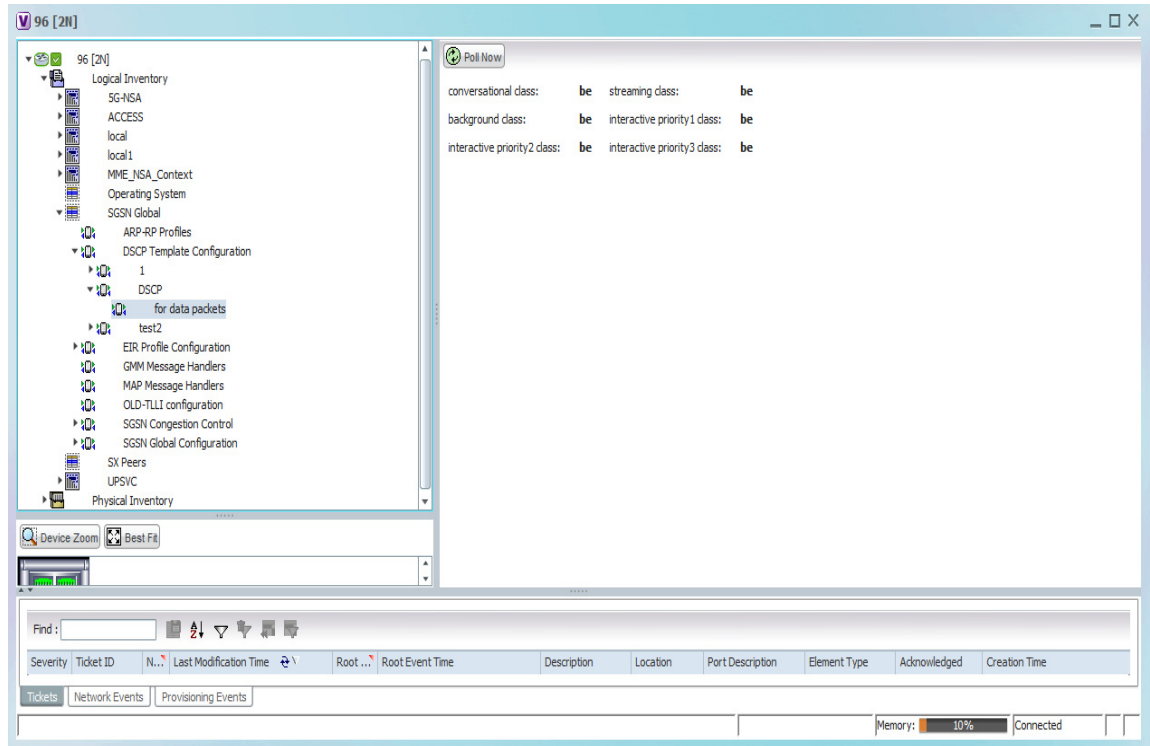 96 [2N]
96 [2N]
Logical Inventory
5G-NSA
ACCESS
local
local1
MME_NSA_Context
Operating System
SGSN Global
ARP-RP Profiles
DSCP Template Configuration
1
DSCP
for data packets
test2
EIR Profile Configuration
GMM Message Handlers
MAP Message Handlers
OLD-TLLI configuration
SGSN Congestion Control
SGSN Global Configuration
SX Peers
UPSVC
Physical Inventory
Device Zoom Best Fit
Poll Now
conversational class: be streaming class: be
background class: be interactive priority1 class: be
interactive priority2 class: be interactive priority3 class: be
Find :
Severity Ticket ID N... Last Modification Time Root ... Root Event Time Description Location Port Description Element Type Acknowledged Creation Time
Tickets Network Events Provisioning Events
Memory: 10% Connected